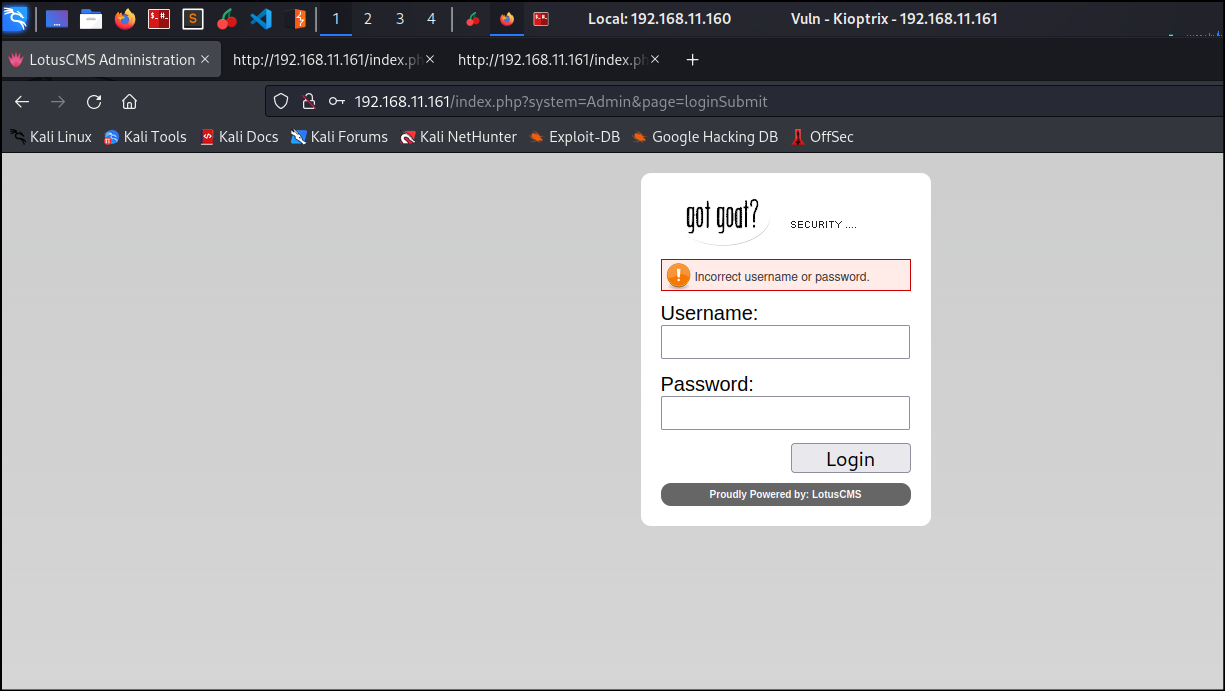 1 2 3 4 Local: 192.168.11.160 Vuln - Kioptrix - 192.168.11.161
LotusCMS Administration http://192.168.11.161/index.ph http://192.168.11.161/index.ph
192.168.11.161/index.php?system=Admin&page=loginSubmit
Kali Linux Kali Tools Kali Docs Kali Forums Kali NetHunter Exploit-DB Google Hacking DB OffSec
got goat? SECURITY ....
Incorrect username or password.
Username:
Password:
Login
Proudly Powered by: LotusCMS